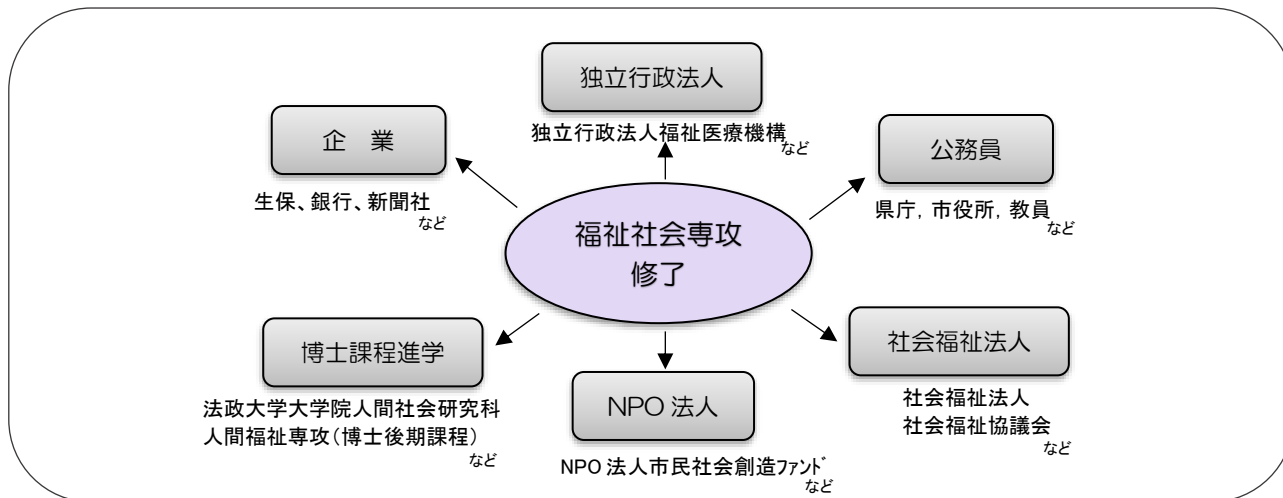 独立行政法人
独立行政法人福祉医療機構
など
企　業
生保、銀行、新聞社
など
公務員
県庁, 市役所, 教員
など
福祉社会専攻
修了
博士課程進学
法政大学大学院人間社会研究科
人間福祉専攻(博士後期課程)
など
NPO 法人
NPO 法人市民社会創造ﾌｧﾝﾄﾞ
など
社会福祉法人
社会福祉法人
社会福祉協議会
など